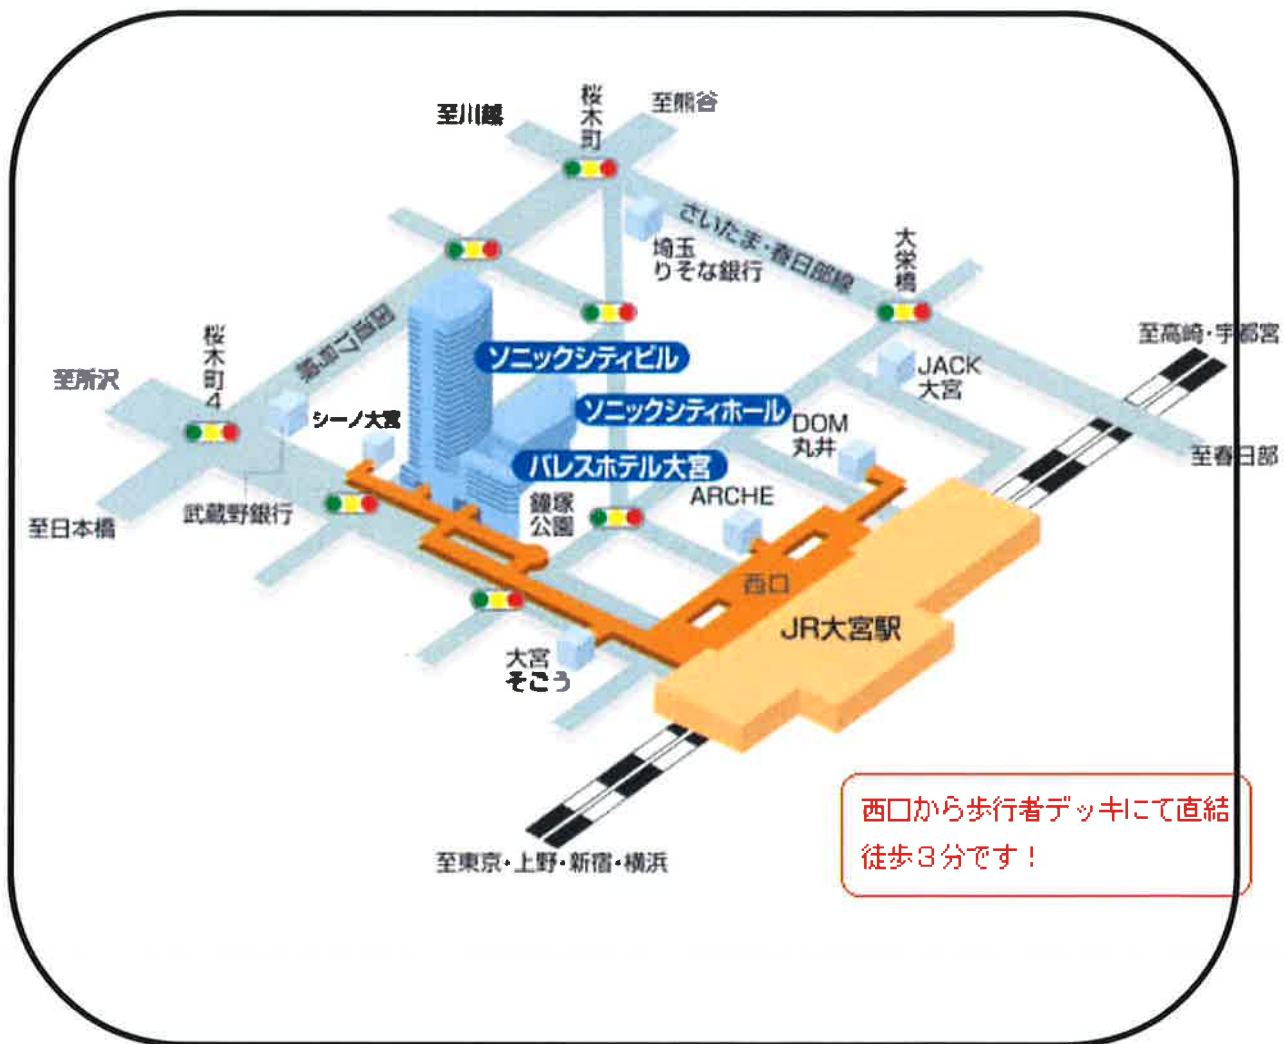 至川越
桜木町
至熊谷
さいたま・春日部線
埼玉
りそな銀行
大栄橋
至高崎・宇都宮
国道17号線
桜木町4
至所沢
ソニックシティビル
JACK
大宮
シーノ大宮
ソニックシティホール
DOM
丸井
至春日部
パレスホテル大宮
ARCHE
鐘塚
公園
武蔵野銀行
至日本橋
西口
JR大宮駅
大宮
そごう
西口から歩行者デッキにて直結
徒歩3分です！
至東京・上野・新宿・横浜